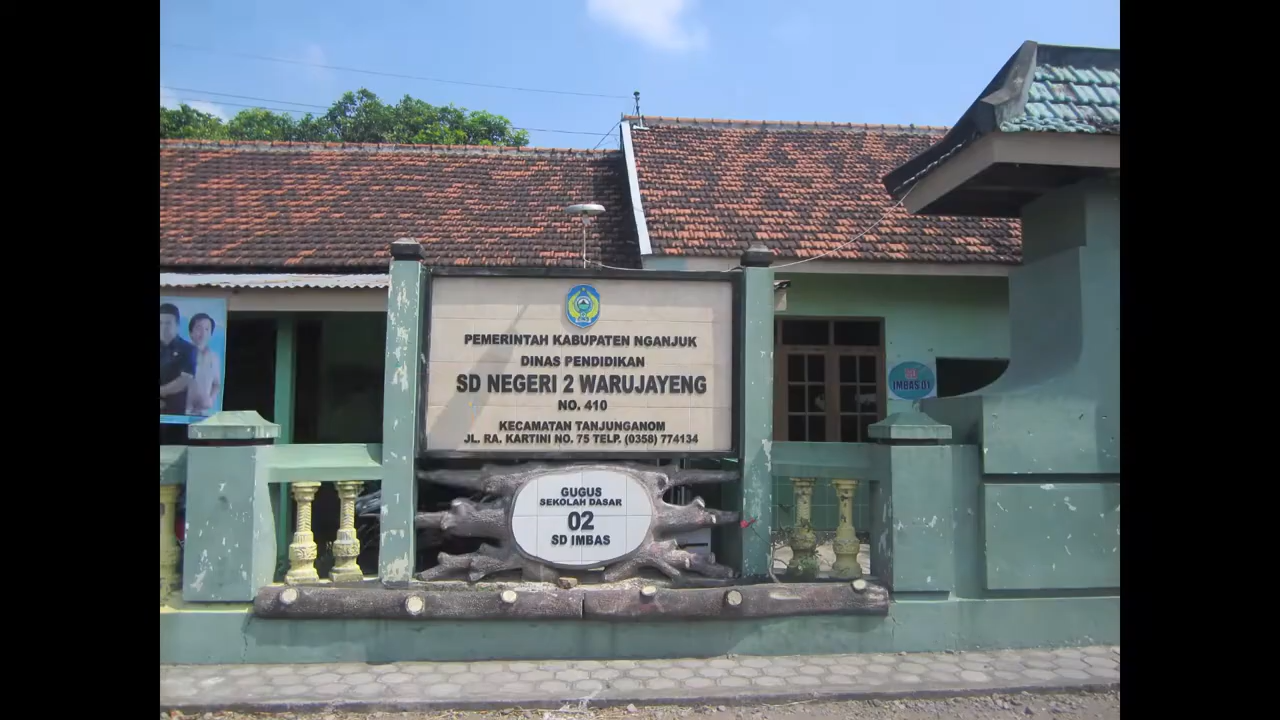 PEMERINTAH KABUPATEN NGANJUK
DINAS PENDIDIKAN
SD NEGERI 2 WARUJAYENG
NO. 410
KECAMATAN TANJUNGANOM
JL. RA. KARTINI NO. 75 TELP. (0358) 774134
IMBAS 01
GUGUS
SEKOLAH DASAR
02
SD IMBAS